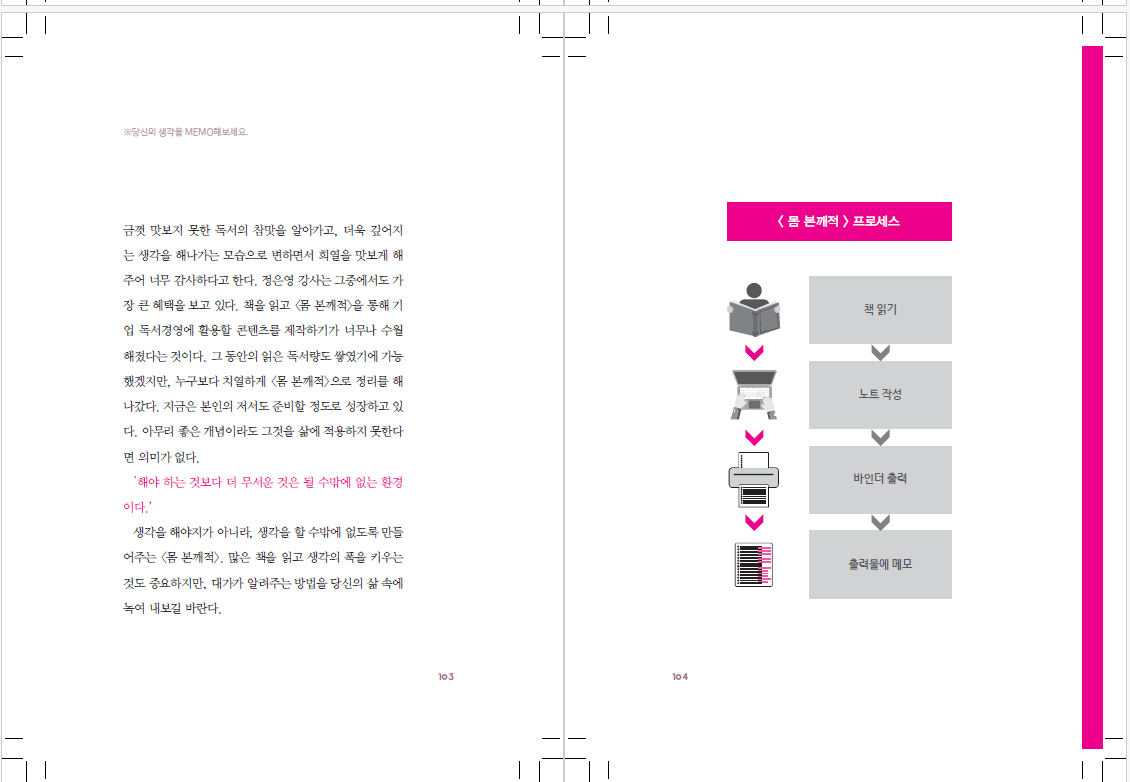 ※당신의 생각을 MEMO해보세요.
금껏 맛보지 못한 독서의 참맛을 알아가고, 더욱 깊어지
는 생각을 해나가는 모습으로 변하면서 희열을 맛보게 해
주어 너무 감사하다고 한다. 정은영 강사는 그중에서도 가
장 큰 혜택을 보고 있다. 책을 읽고 〈몸 본깨적〉을 통해 기
업 독서경영에 활용할 콘텐츠를 제작하기가 너무나 수월
해졌다는 것이다. 그 동안의 읽은 독서량도 쌓였기에 가능
했겠지만, 누구보다 치열하게 〈몸 본깨적〉으로 정리를 해
나갔다. 지금은 본인의 저서도 준비할 정도로 성장하고 있
다. 아무리 좋은 개념이라도 그것을 삶에 적용하지 못한다
면 의미가 없다.
‘해야 하는 것보다 더 무서운 것은 될 수밖에 없는 환경
이다.’
생각을 해야지가 아니라, 생각을 할 수밖에 없도록 만들
어주는 〈몸 본깨적〉. 많은 책을 읽고 생각의 폭을 키우는
것도 중요하지만, 대가가 알려주는 방법을 당신의 삶 속에
녹여 내보길 바란다.
103
〈 몸 본깨적 〉 프로세스
책 읽기
노트 작성
바인더 출력
출력물에 메모
104